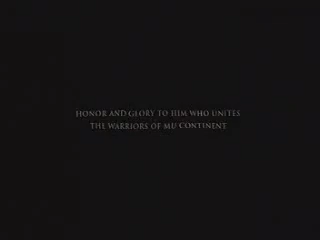 HONOR AND GLORY TO HIM WHO UNITES
THE WARRIORS OF MU CONTINENT